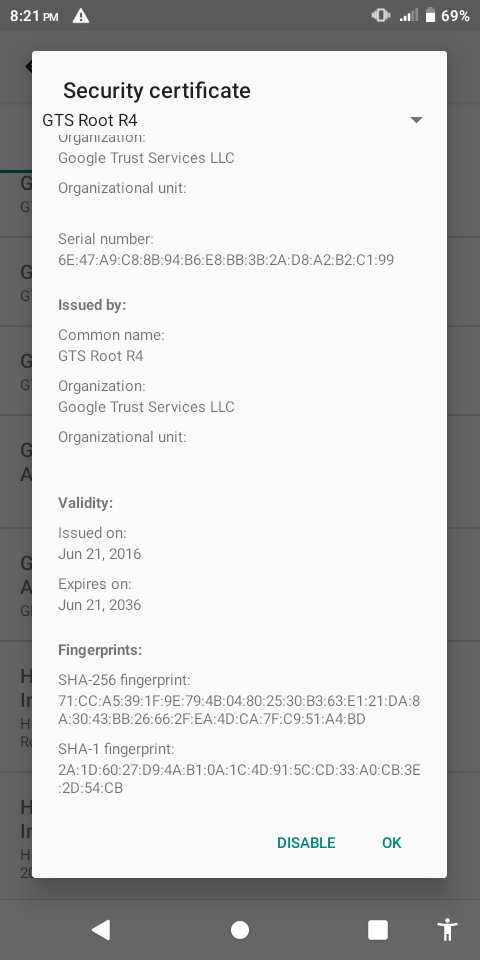 8:21 PM
69%
Security certificate
GTS Root R4
Organization:
Google Trust Services LLC
Organizational unit:
Serial number:
6E:47:A9:C8:8B:94:B6:E8:BB:3B:2A:D8:A2:B2:C1:99
Issued by:
Common name:
GTS Root R4
Organization:
Google Trust Services LLC
Organizational unit:
Validity:
Issued on:
Jun 21, 2016
Expires on:
Jun 21, 2036
Fingerprints:
SHA-256 fingerprint:
71:CC:A5:39:1F:9E:79:4B:04:80:25:30:B3:63:E1:21:DA:8
A:30:43:BB:26:66:2F:EA:4D:CA:7F:C9:51:A4:BD
SHA-1 fingerprint:
2A:1D:60:27:D9:4A:B1:0A:1C:4D:91:5C:CD:33:A0:CB:3E
:2D:54:CB
DISABLE OK